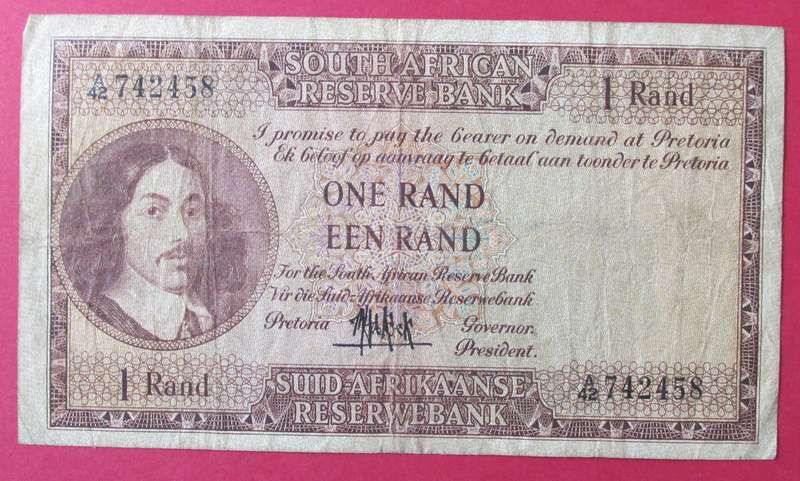 SOUTH AFRICAN
RESERVE BANK
A/42 742458
1 Rand
I promise to pay the bearer on demand at Pretoria
Ek beloof op aanvraag te betaal aan toonder te Pretoria
ONE RAND
EEN RAND
For the South African Reserve Bank
Vir die Suid-Afrikaanse Reserwebank
Pretoria
Governor.
President.
1 Rand
SUID-AFRIKAANSE
RESERWEBANK
A/42 742458